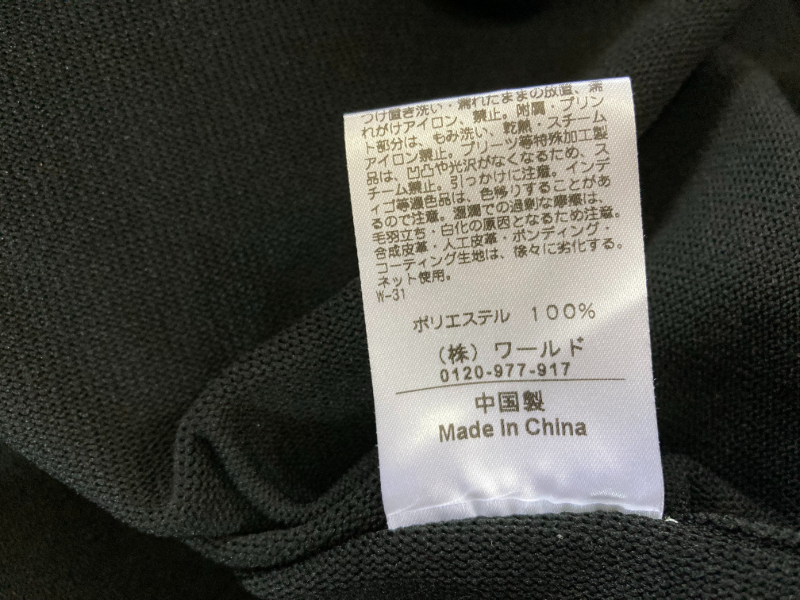 つけ置き洗い・濡れたままの放置、濡
れがけアイロン、禁止。附属・プリン
ト部分は、もみ洗い、乾熱・スチーム
アイロン禁止。プリーツ等特殊加工製
品は、凹凸や光沢がなくなるため、ス
チーム禁止。引っかけに注意。インデ
ィゴ等濃色品は、色移りすることがあ
るので注意。湿潤での過剰な摩擦は、
毛羽立ち・白化の原因となるため注意。
合成皮革・人工皮革・ボンディング・
コーティング生地は、徐々に劣化する。
ネット使用。
W-31
ポリエステル 100%
(株) ワールド
0120-977-917
中国製
Made in China